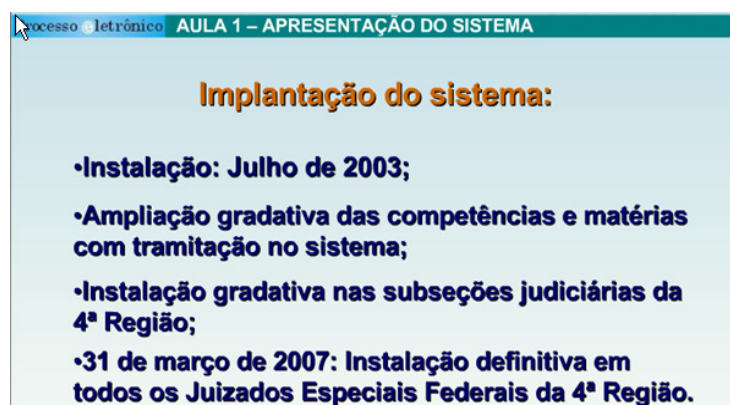 Processo eletrônico AULA 1 – APRESENTAÇÃO DO SISTEMA
Implantação do sistema:
•Instalação: Julho de 2003;
•Ampliação gradativa das competências e matérias
com tramitação no sistema;
•Instalação gradativa nas subseções judiciárias da
4ª Região;
•31 de março de 2007: Instalação definitiva em
todos os Juizados Especiais Federais da 4ª Região.